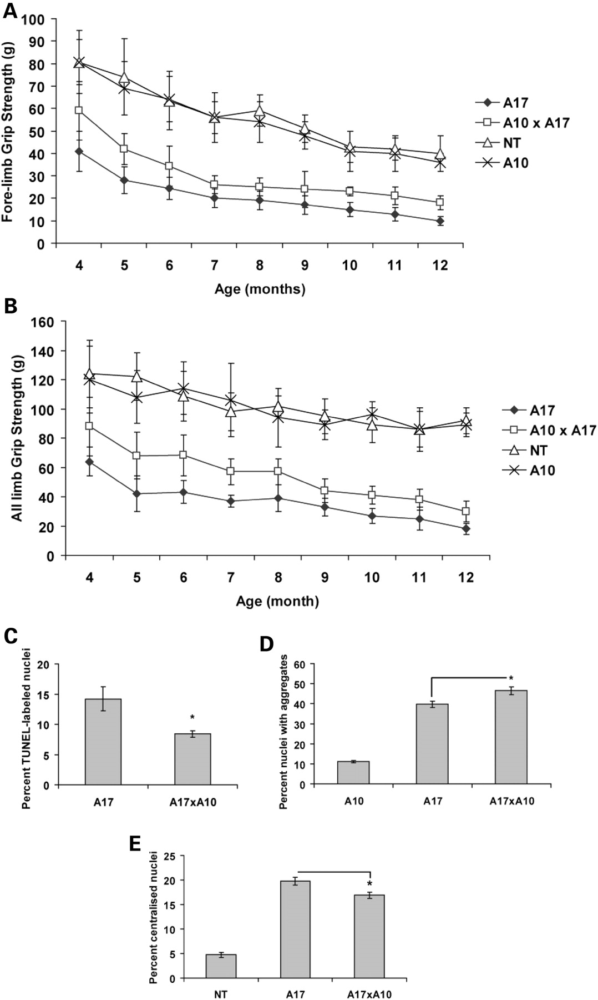 A
Fore-limb Grip Strength (g)
100
90
80
70
60
50
40
30
20
10
0
4 5 6 7 8 9 10 11 12
Age (months)
A17
A10 x A17
NT
A10
B
All limb Grip Strength (g)
160
140
120
100
80
60
40
20
0
4 5 6 7 8 9 10 11 12
Age (month)
A17
A10 x A17
NT
A10
C
Percent TUNEL-labeled nuclei
20
15
10
5
0
*
A17 A17xA10
D
Percent nuclei with aggregates
60
50
40
30
20
10
0
*
A10 A17 A17xA10
E
Percent centralised nuclei
25
20
15
10
5
0
*
NT A17 A17xA10